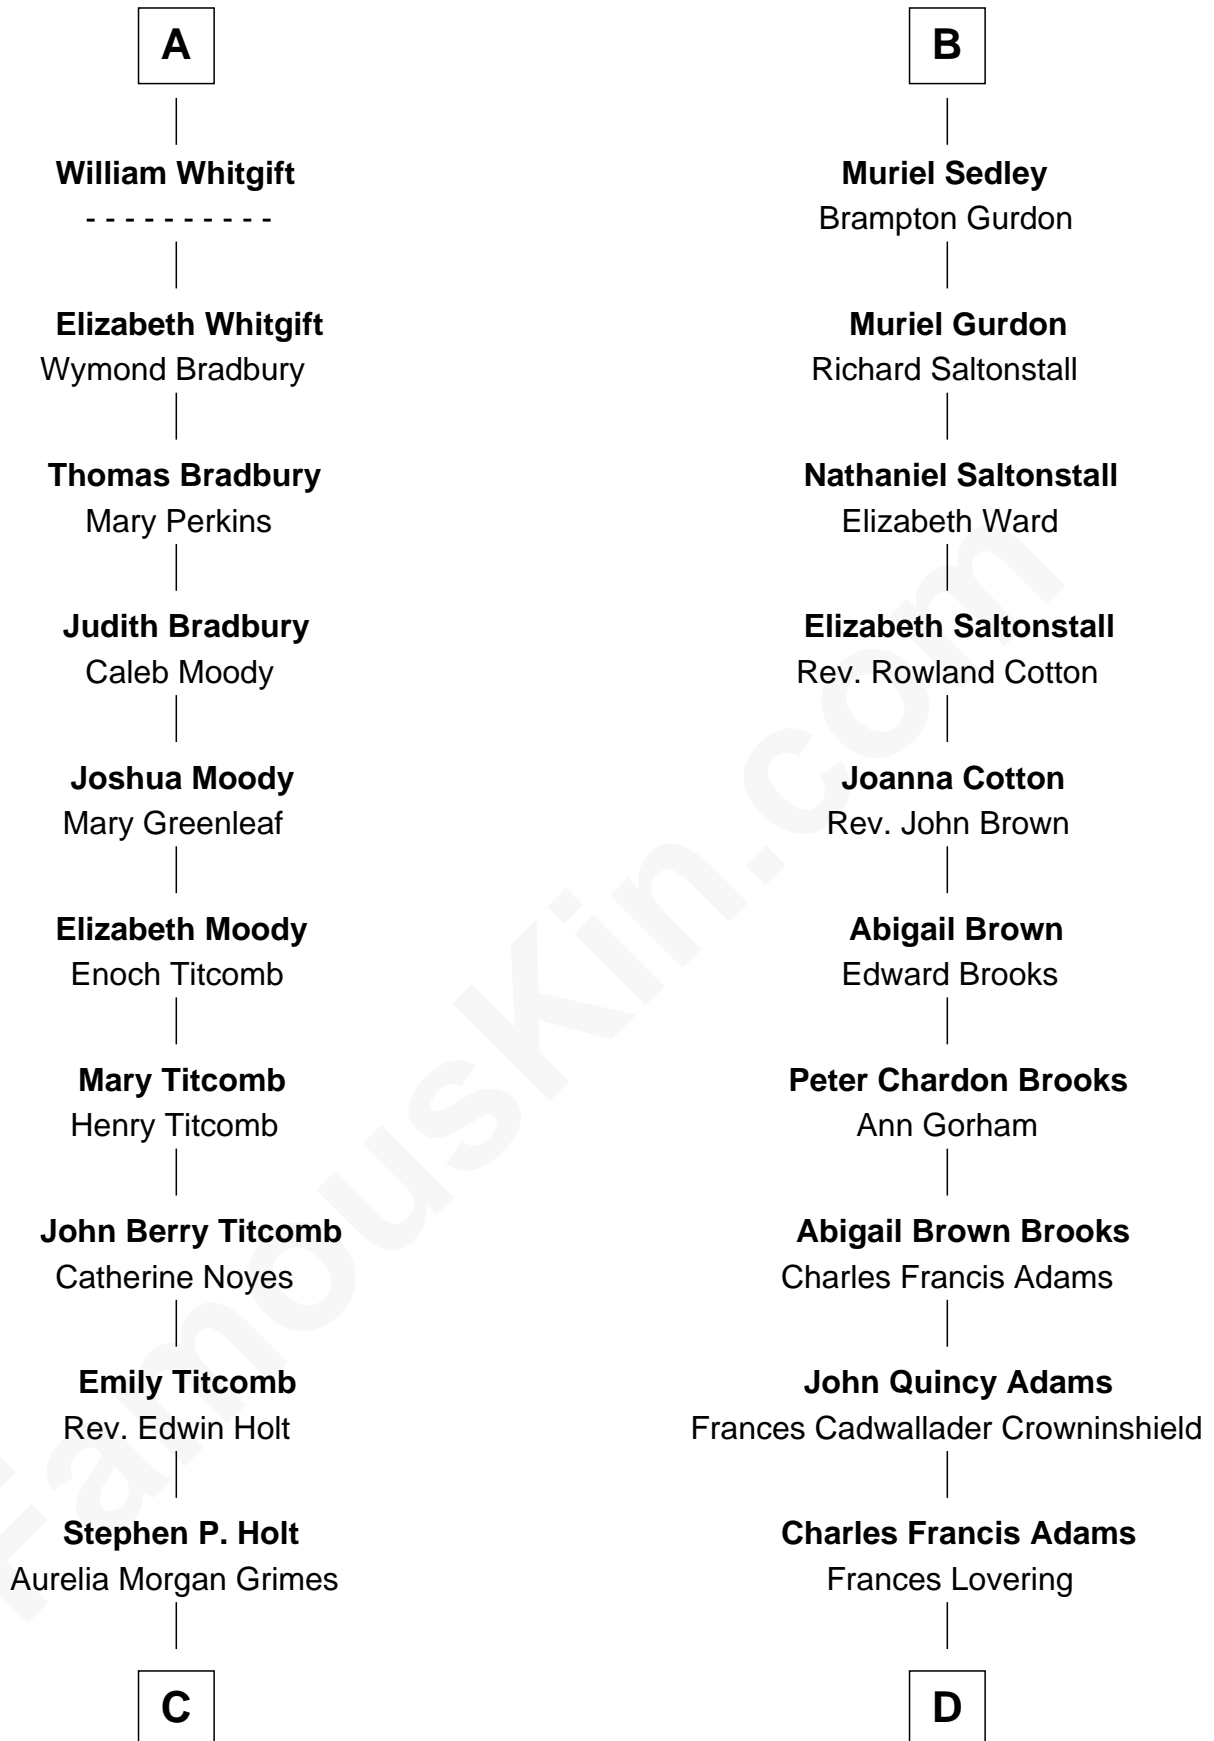 A
William Whitgift
- - - - - - - - - -
Elizabeth Whitgift
Wymond Bradbury
Thomas Bradbury
Mary Perkins
Judith Bradbury
Caleb Moody
Joshua Moody
Mary Greenleaf
Elizabeth Moody
Enoch Titcomb
Mary Titcomb
Henry Titcomb
John Berry Titcomb
Catherine Noyes
Emily Titcomb
Rev. Edwin Holt
Stephen P. Holt
Aurelia Morgan Grimes
C
B
Muriel Sedley
Brampton Gurdon
Muriel Gurdon
Richard Saltonstall
Nathaniel Saltonstall
Elizabeth Ward
Elizabeth Saltonstall
Rev. Rowland Cotton
Joanna Cotton
Rev. John Brown
Abigail Brown
Edward Brooks
Peter Chardon Brooks
Ann Gorham
Abigail Brown Brooks
Charles Francis Adams
John Quincy Adams
Frances Cadwallader Crowninshield
Charles Francis Adams
Frances Lovering
D
FamousKin.com